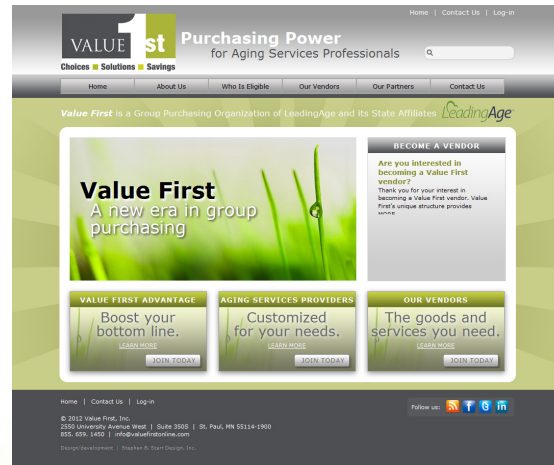 Home | Contact Us | Log-in
VALUE 1st
Choices Solutions Savings
Purchasing Power
for Aging Services Professionals
Home About Us Who Is Eligible Our Vendors Our Partners Contact Us
Value First is a Group Purchasing Organization of LeadingAge and its State Affiliates LeadingAge
Value First
A new era in group
purchasing
BECOME A VENDOR
Are you interested in
becoming a Value First
vendor?
Thank you for your interest in
becoming a Value First vendor. Value
First's unique structure provides
more
VALUE FIRST ADVANTAGE
Boost your
bottom line.
LEARN MORE
JOIN TODAY
AGING SERVICES PROVIDERS
Customized
for your needs.
LEARN MORE
JOIN TODAY
OUR VENDORS
The goods and
services you need.
LEARN MORE
JOIN TODAY
Home | Contact Us | Log-in
© 2012 Value First, Inc.
2550 University Avenue West | Suite 350S | St. Paul, MN 55114-1900
855. 659. 1450 | info@valuefirstonline.com
Design/development | Stephen B. Starr Design, Inc.
Follow us: